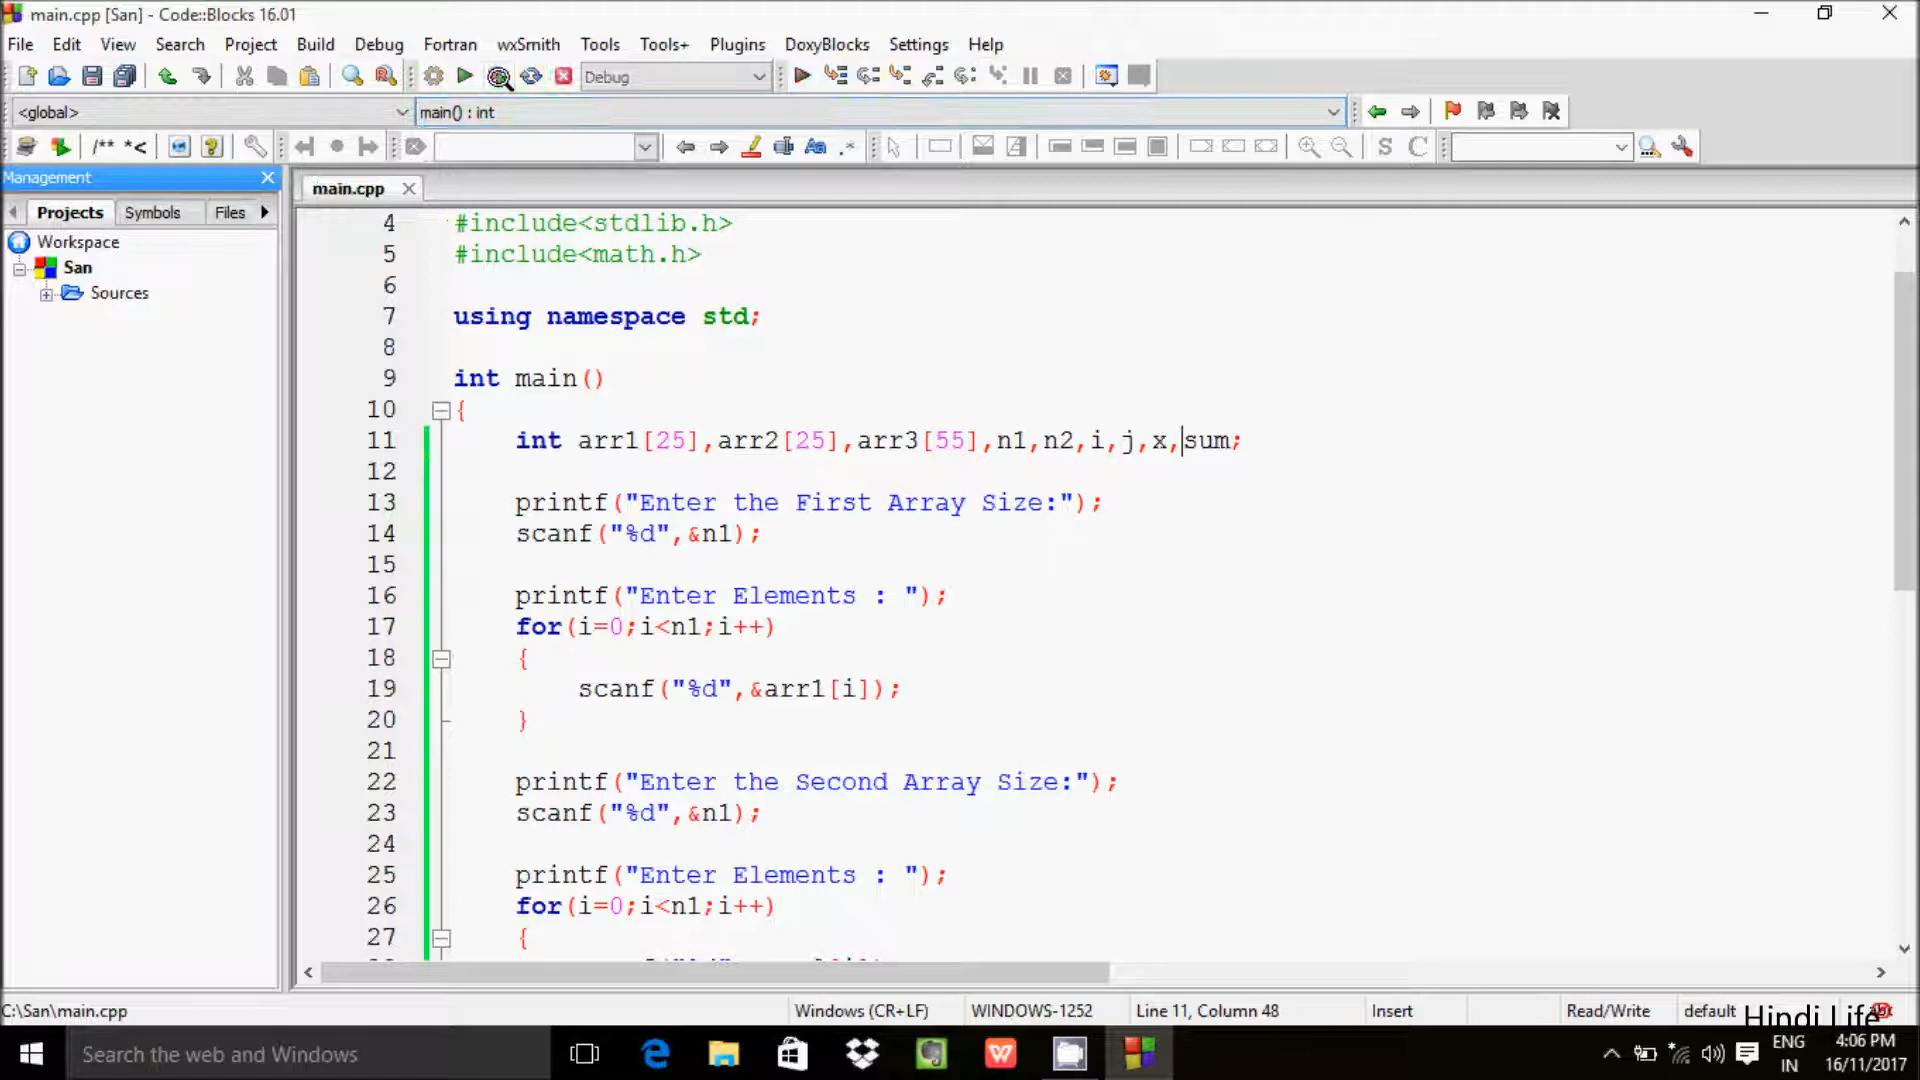 main.cpp [San] - Code::Blocks 16.01
File Edit View Search Project Build Debug Fortran wxSmith Tools Tools+ Plugins DoxyBlocks Settings Help
Debug
<global> main() : int
/** *< S C
Management
main.cpp
Projects Symbols Files
Workspace
San
Sources
4 #include<stdlib.h>
5 #include<math.h>
6
7 using namespace std;
8
9 int main()
10 {
11 int arr1[25],arr2[25],arr3[55],n1,n2,i,j,x,sum;
12
13 printf("Enter the First Array Size:");
14 scanf("%d",&n1);
15
16 printf("Enter Elements : ");
17 for(i=0;i<n1;i++)
18 {
19 scanf("%d",&arr1[i]);
20 }
21
22 printf("Enter the Second Array Size:");
23 scanf("%d",&n1);
24
25 printf("Enter Elements : ");
26 for(i=0;i<n1;i++)
27 {
C:\San\main.cpp Windows (CR+LF) WINDOWS-1252 Line 11, Column 48 Insert Read/Write default
Hindi Life
Search the web and Windows
ENG
IN
4:06 PM
16/11/2017